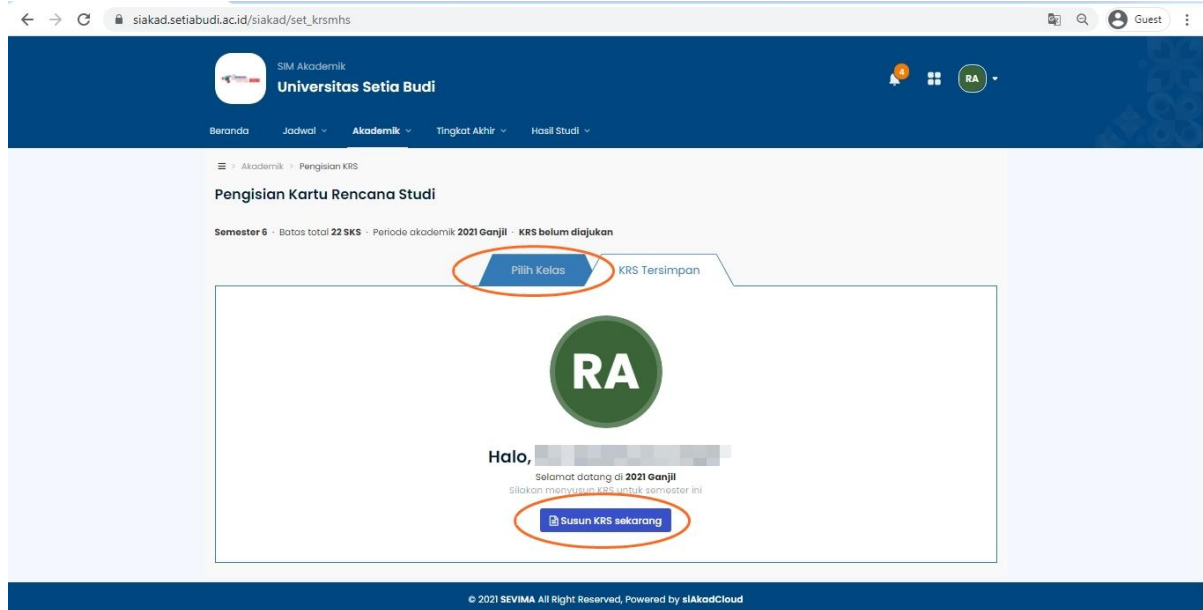 siakad.setiabudi.ac.id/siakad/set_krsmhs
Guest
SIM Akademik
Universitas Setia Budi
4
RA
Beranda Jadwal Akademik Tingkat Akhir Hasil Studi
Akademik > Pengisian KRS
Pengisian Kartu Rencana Studi
Semester 6 · Batas total 22 SKS · Periode akademik 2021 Ganjil · KRS belum diajukan
Pilih Kelas KRS Tersimpan
RA
Halo,
Selamat datang di 2021 Ganjil
Silakan menyusun KRS untuk semester ini
Susun KRS sekarang
© 2021 SEVIMA All Right Reserved, Powered by siAkadCloud